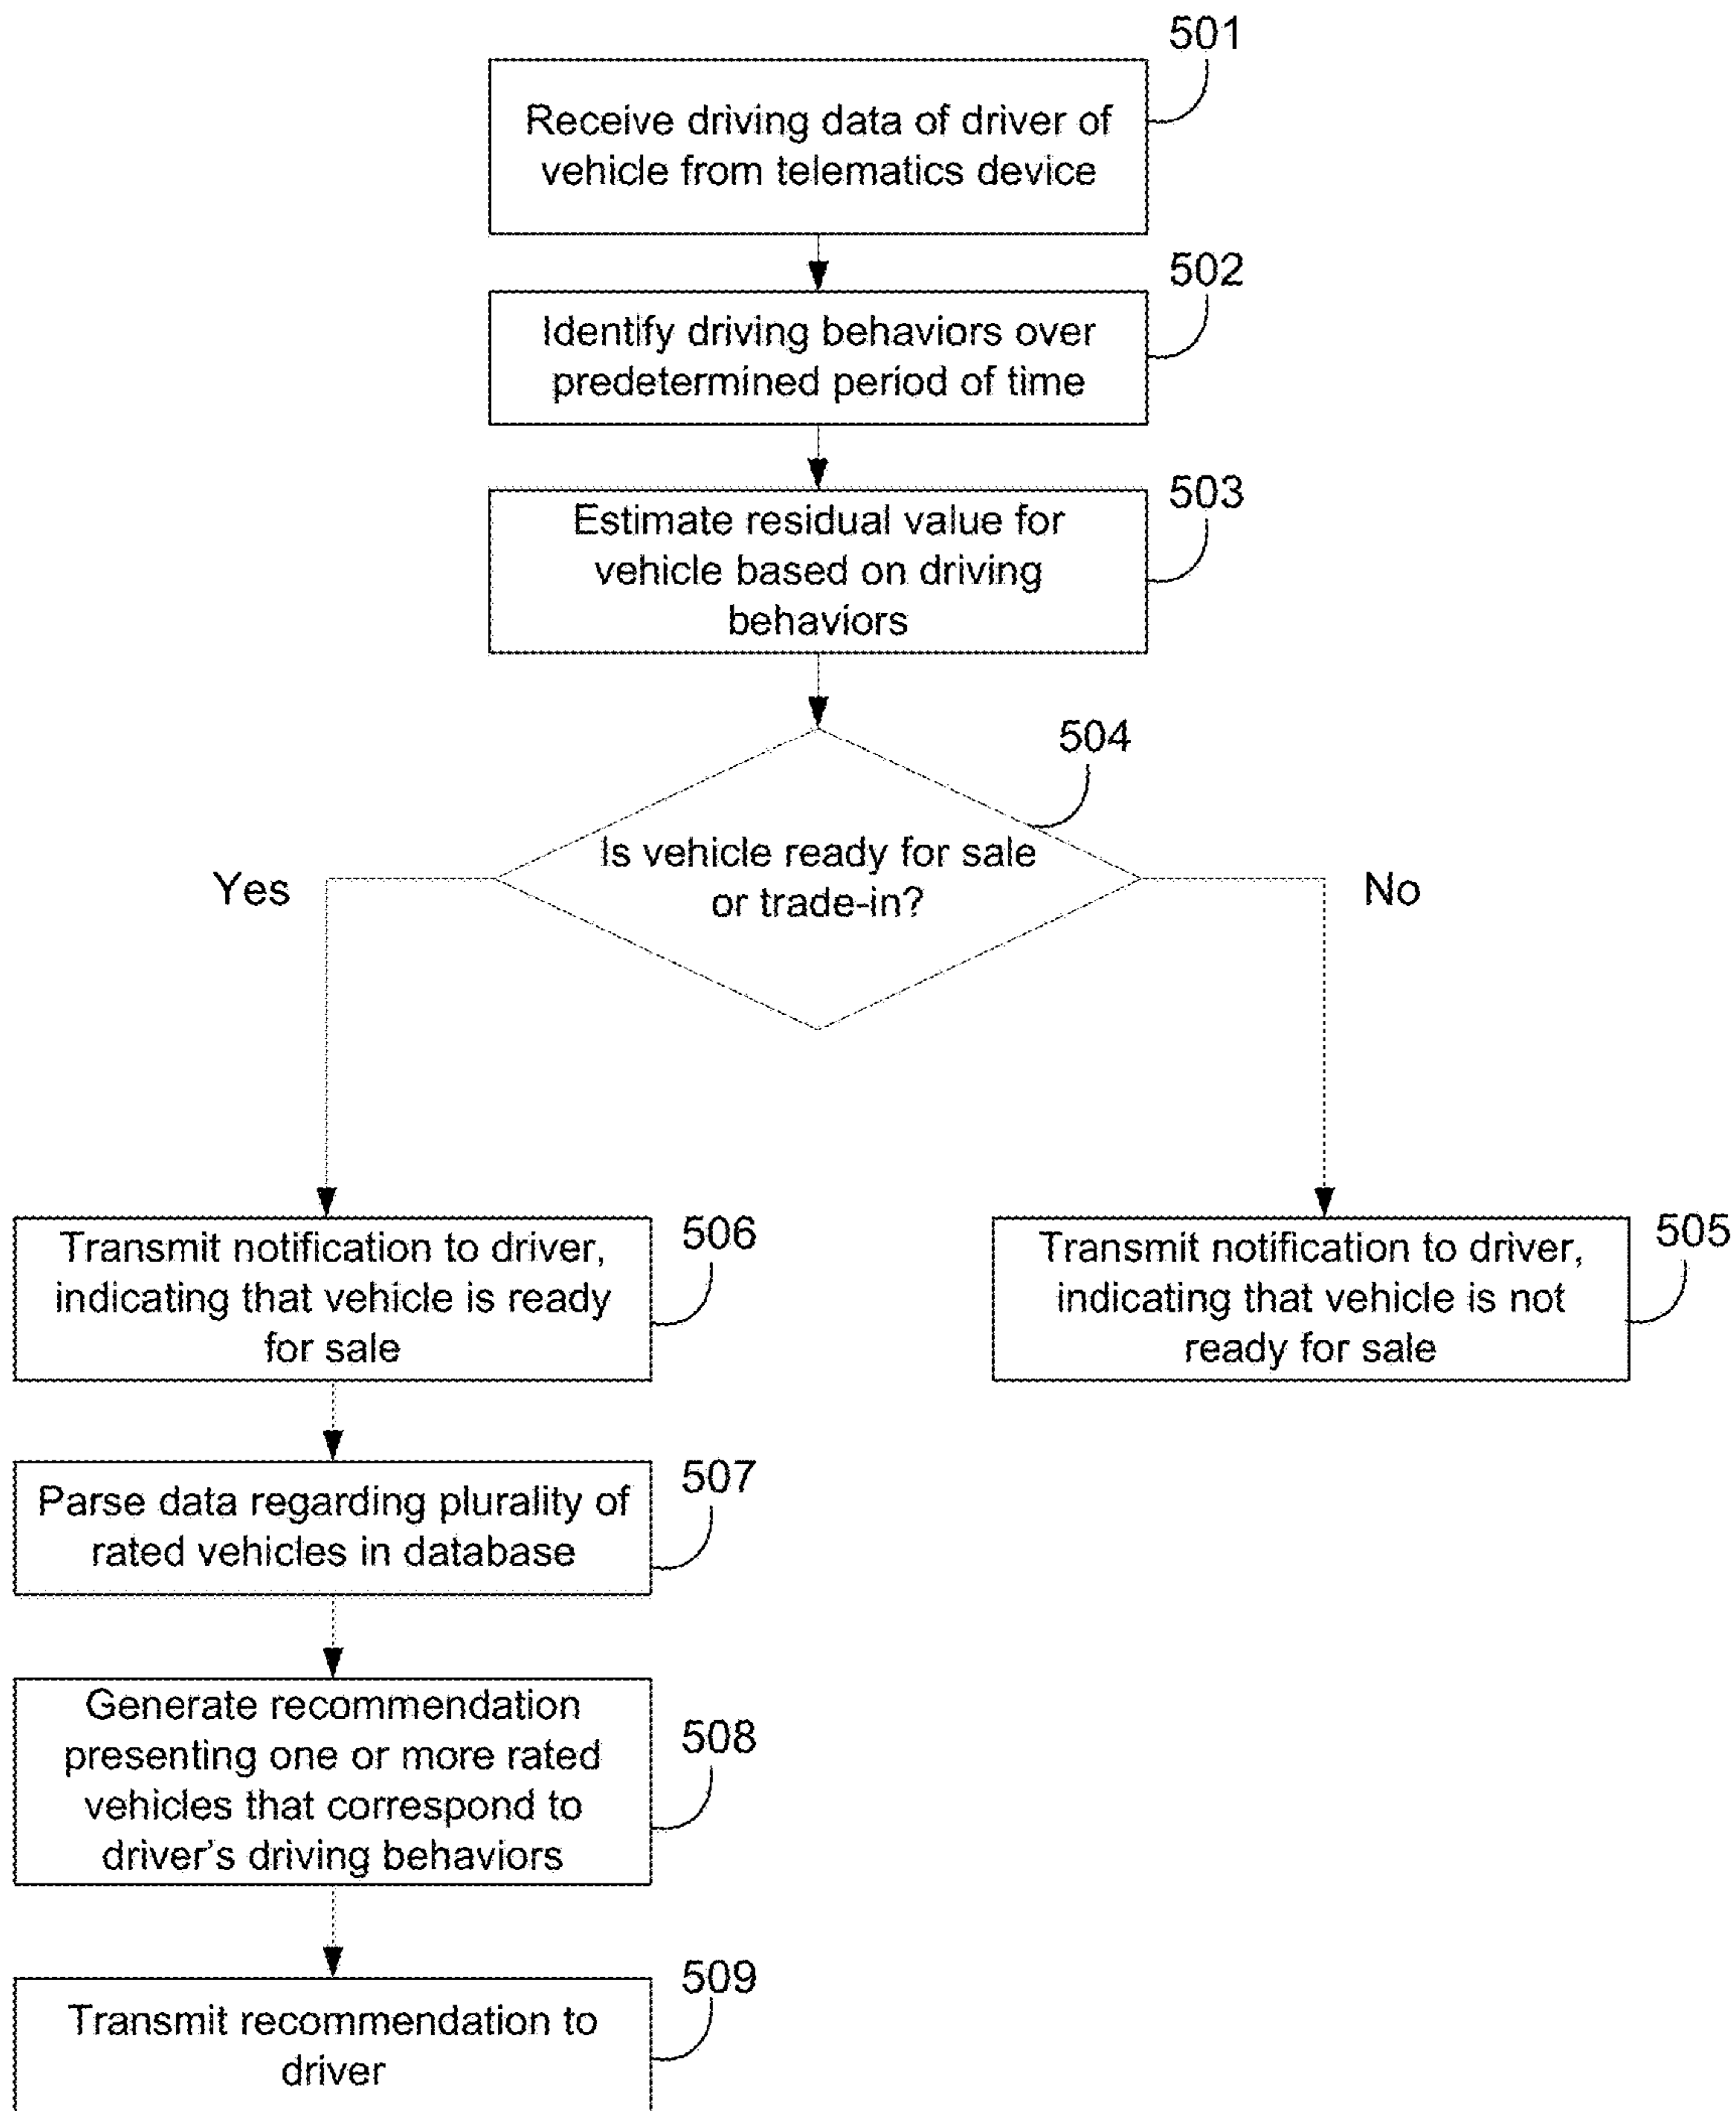 501
Receive driving data of driver of
vehicle from telematics device
502
Identify driving behaviors over
predetermined period of time
503
Estimate residual value for
vehicle based on driving
behaviors
504
Is vehicle ready for sale
or trade-in?
Yes
No
506
Transmit notification to driver,
indicating that vehicle is ready
for sale
505
Transmit notification to driver,
indicating that vehicle is not
ready for sale
507
Parse data regarding plurality of
rated vehicles in database
508
Generate recommendation
presenting one or more rated
vehicles that correspond to
driver's driving behaviors
509
Transmit recommendation to
driver